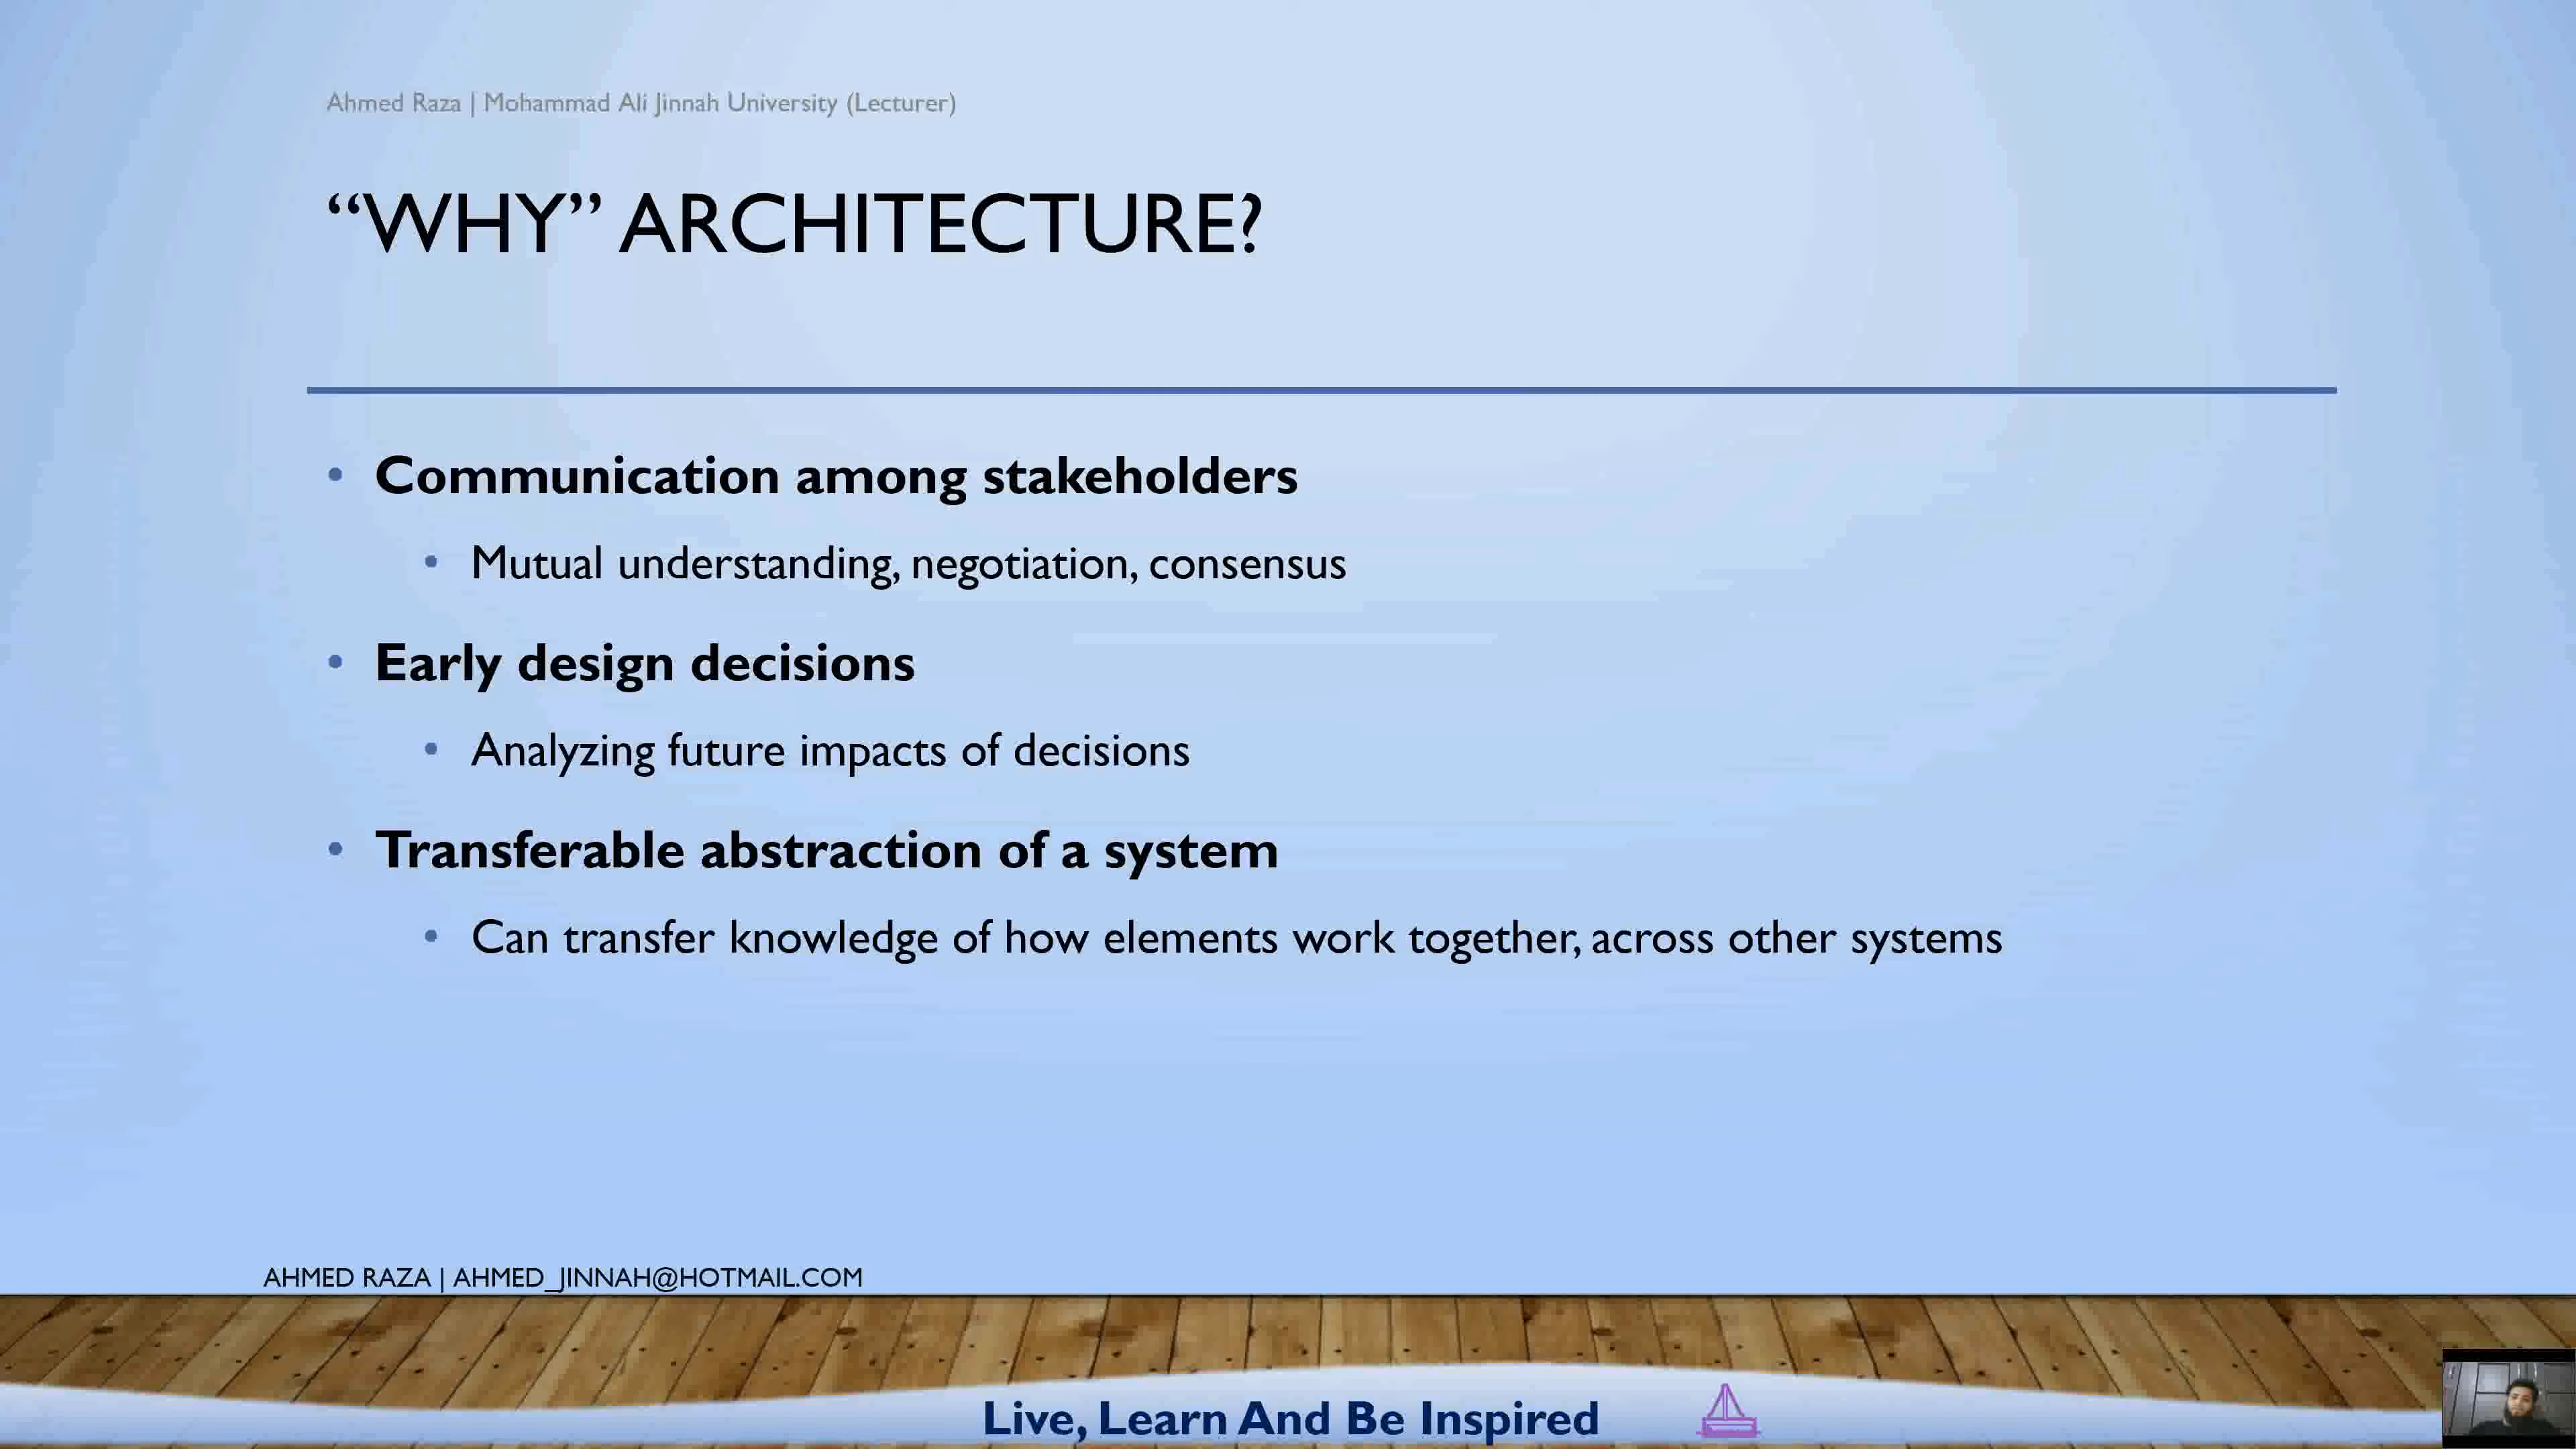 Ahmed Raza | Mohammad Ali Jinnah University (Lecturer)
“WHY” ARCHITECTURE?
• Communication among stakeholders
• Mutual understanding, negotiation, consensus
• Early design decisions
• Analyzing future impacts of decisions
• Transferable abstraction of a system
• Can transfer knowledge of how elements work together, across other systems
AHMED RAZA | AHMED_JINNAH@HOTMAIL.COM
Live, Learn And Be Inspired